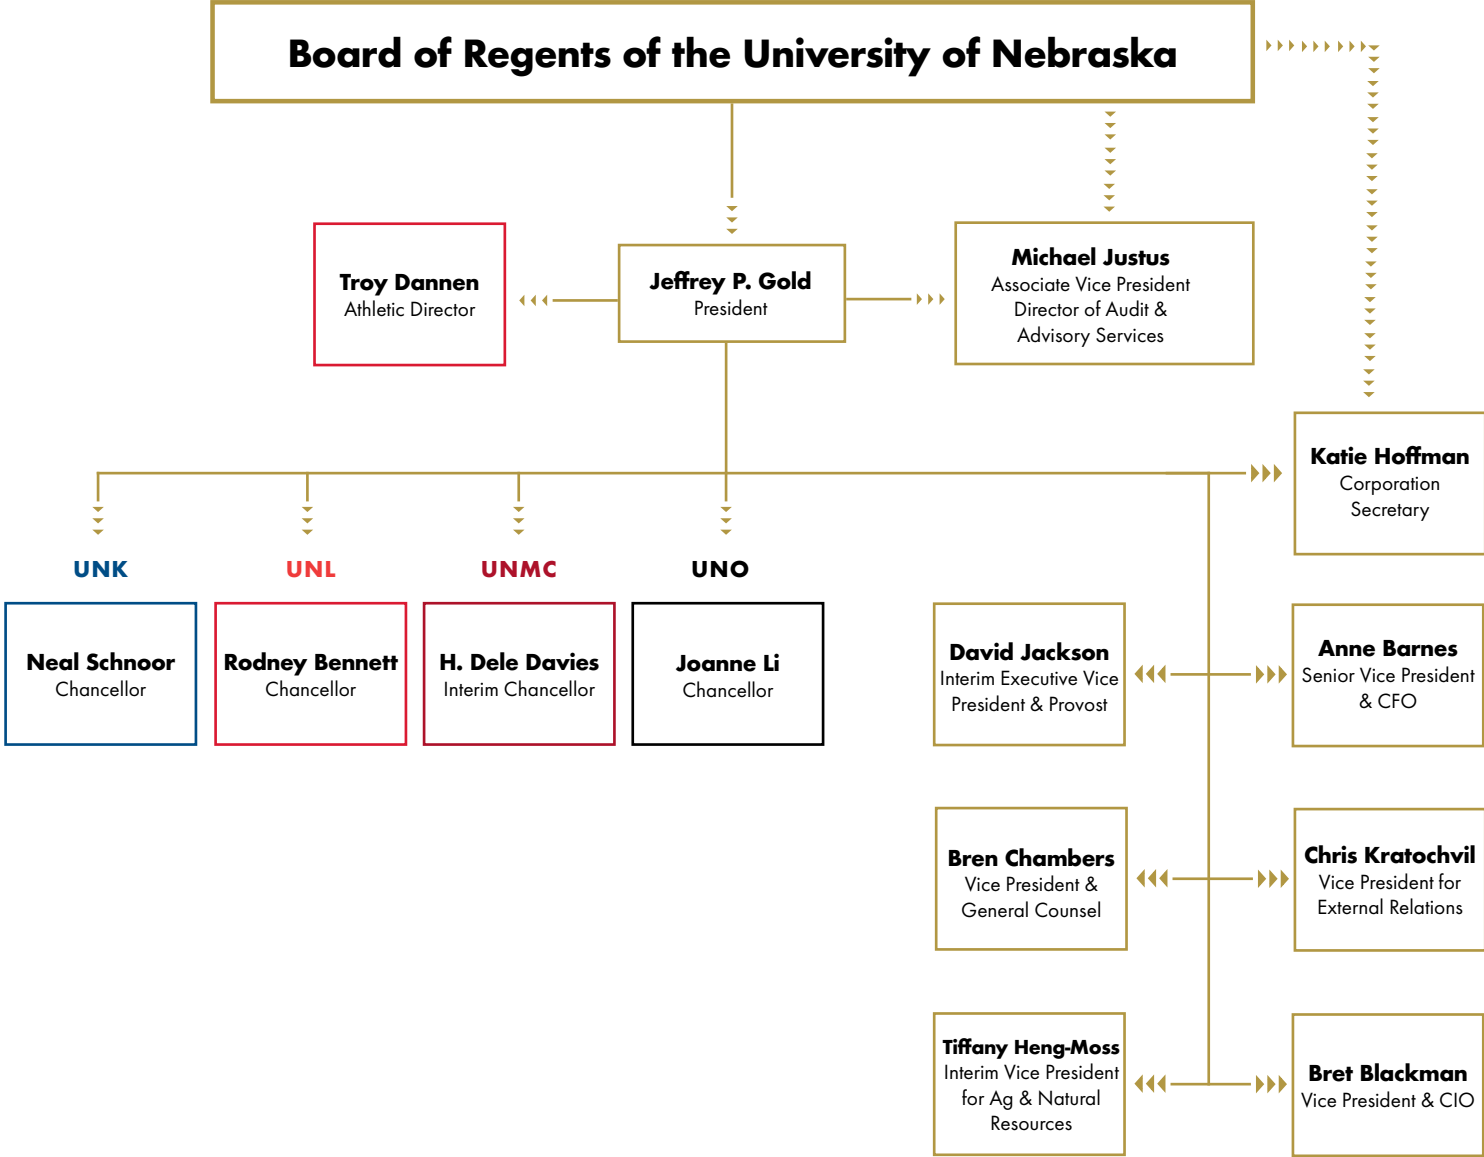 Board of Regents of the University of Nebraska
Troy Dannen
Athletic Director
Jeffrey P. Gold
President
Michael Justus
Associate Vice President
Director of Audit &
Advisory Services
Katie Hoffman
Corporation
Secretary
UNK
Neal Schnoor
Chancellor
UNL
Rodney Bennett
Chancellor
UNMC
H. Dele Davies
Interim Chancellor
UNO
Joanne Li
Chancellor
David Jackson
Interim Executive Vice
President & Provost
Anne Barnes
Senior Vice President
& CFO
Bren Chambers
Vice President &
General Counsel
Chris Kratochvil
Vice President for
External Relations
Tiffany Heng-Moss
Interim Vice President
for Ag & Natural
Resources
Bret Blackman
Vice President & CIO